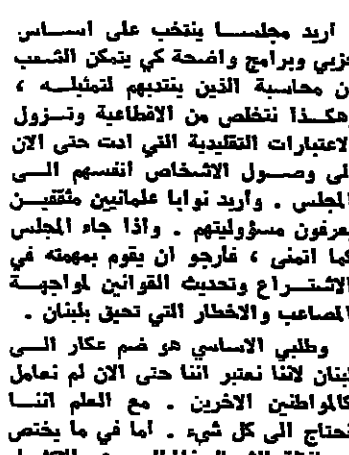 اريد مجلسا ينتخب على اساس
حزبي وبرامج واضحة كي يتمكن الشعب
من محاسبة الذين ينتدبهم لتمثيله ،
وهكذا نتخلص من الاقطاعية وتزول
الاعتبارات التقليدية التي ادت حتى الان
الى وصول الاشخاص انفسهم الى
المجلس . وأريد نوابا علمانيين مثقفين
يعرفون مسؤوليتهم . واذا جاء المجلس
كما اتمنى ، فأرجو ان يقوم بمهمته في
الاشتراع وتحديث القوانين لمواجهة
المصاعب والاخطار التي تحيق بلبنان .
وطلبي الاساسي هو ضم عكار الى
لبنان لاننا نعتبر اننا حتى الان لم نعامل
كالمواطنين الاخرين . مع العلم اننا
نحتاج الى كل شيء . اما في ما يختص